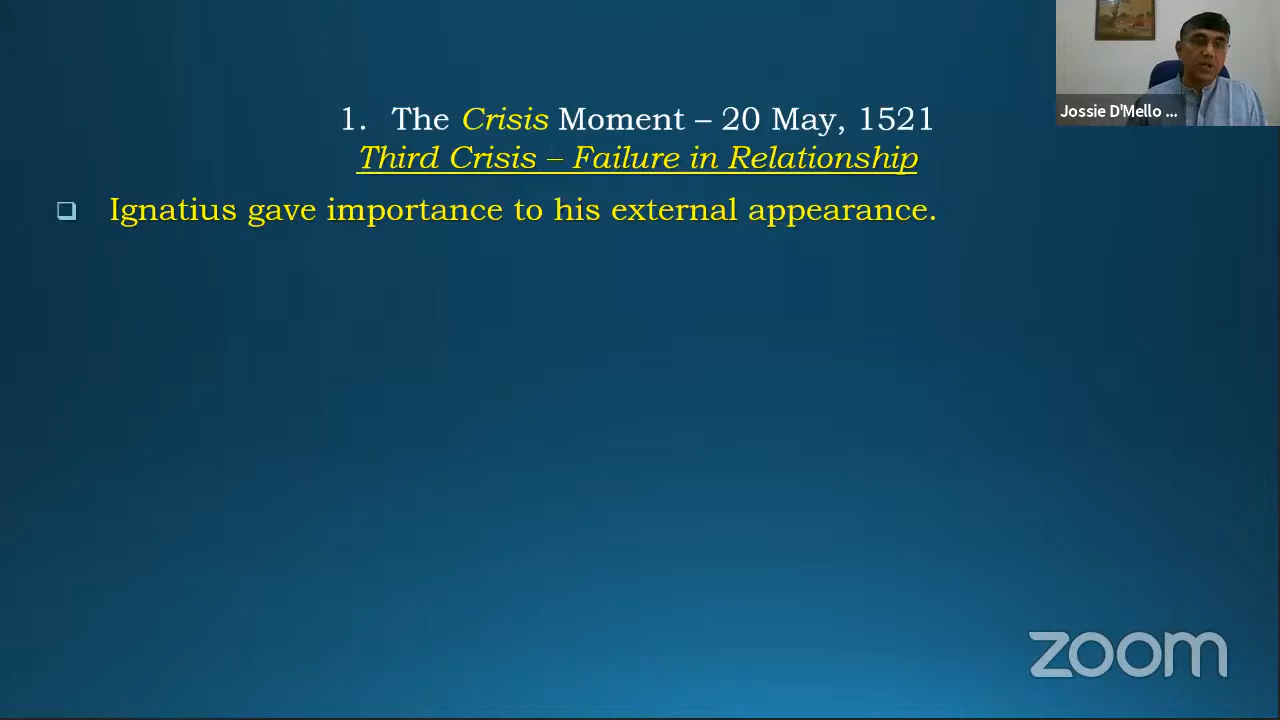 1. The Crisis Moment – 20 May, 1521
Third Crisis – Failure in Relationship
Ignatius gave importance to his external appearance.
Jossie D'Mello ...
zoom